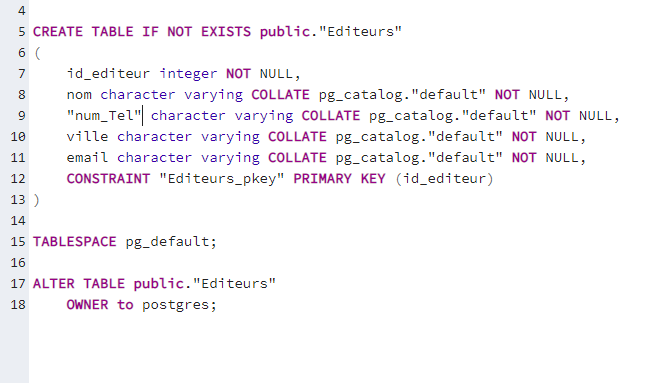 4
5 CREATE TABLE IF NOT EXISTS public."Editeurs"
6 (
7     id_editeur integer NOT NULL,
8     nom character varying COLLATE pg_catalog."default" NOT NULL,
9     "num_Tel" character varying COLLATE pg_catalog."default" NOT NULL,
10     ville character varying COLLATE pg_catalog."default" NOT NULL,
11     email character varying COLLATE pg_catalog."default" NOT NULL,
12     CONSTRAINT "Editeurs_pkey" PRIMARY KEY (id_editeur)
13 )
14
15 TABLESPACE pg_default;
16
17 ALTER TABLE public."Editeurs"
18     OWNER to postgres;